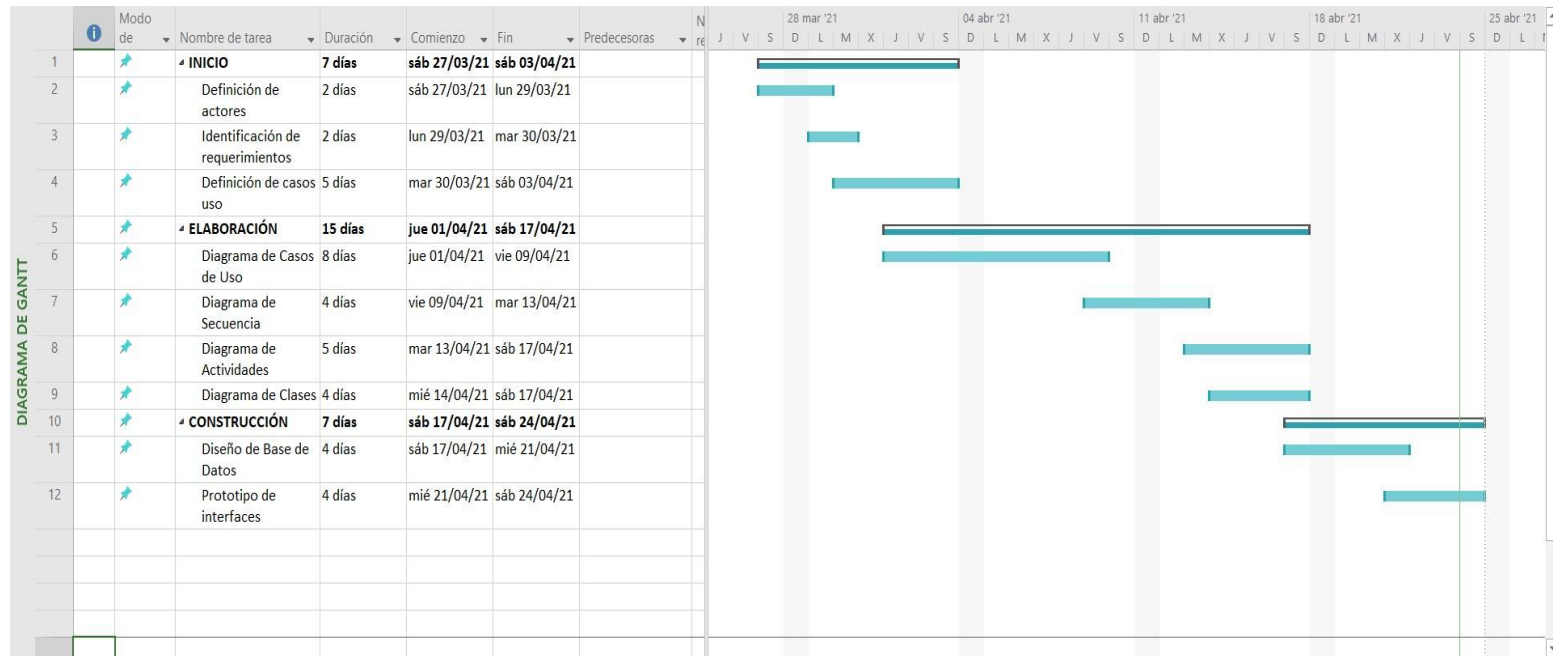 Modo
de
Nombre de tarea Duración Comienzo Fin Predecesoras
N
re
28 mar '21 04 abr '21 11 abr '21 18 abr '21 25 abr '21
J V S D L M X J V S D L M X J V S D L M X J V S D L M X J V S D L
1 INICIO 7 días sáb 27/03/21 sáb 03/04/21
2 Definición de 2 días sáb 27/03/21 lun 29/03/21
actores
3 Identificación de 2 días lun 29/03/21 mar 30/03/21
requerimientos
4 Definición de casos 5 días mar 30/03/21 sáb 03/04/21
uso
5 ELABORACIÓN 15 días jue 01/04/21 sáb 17/04/21
6 Diagrama de Casos 8 días jue 01/04/21 vie 09/04/21
de Uso
7 Diagrama de 4 días vie 09/04/21 mar 13/04/21
Secuencia
8 Diagrama de 5 días mar 13/04/21 sáb 17/04/21
Actividades
9 Diagrama de Clases 4 días mié 14/04/21 sáb 17/04/21
10 CONSTRUCCIÓN 7 días sáb 17/04/21 sáb 24/04/21
11 Diseño de Base de 4 días sáb 17/04/21 mié 21/04/21
Datos
12 Prototipo de 4 días mié 21/04/21 sáb 24/04/21
interfaces
DIAGRAMA DE GANTT